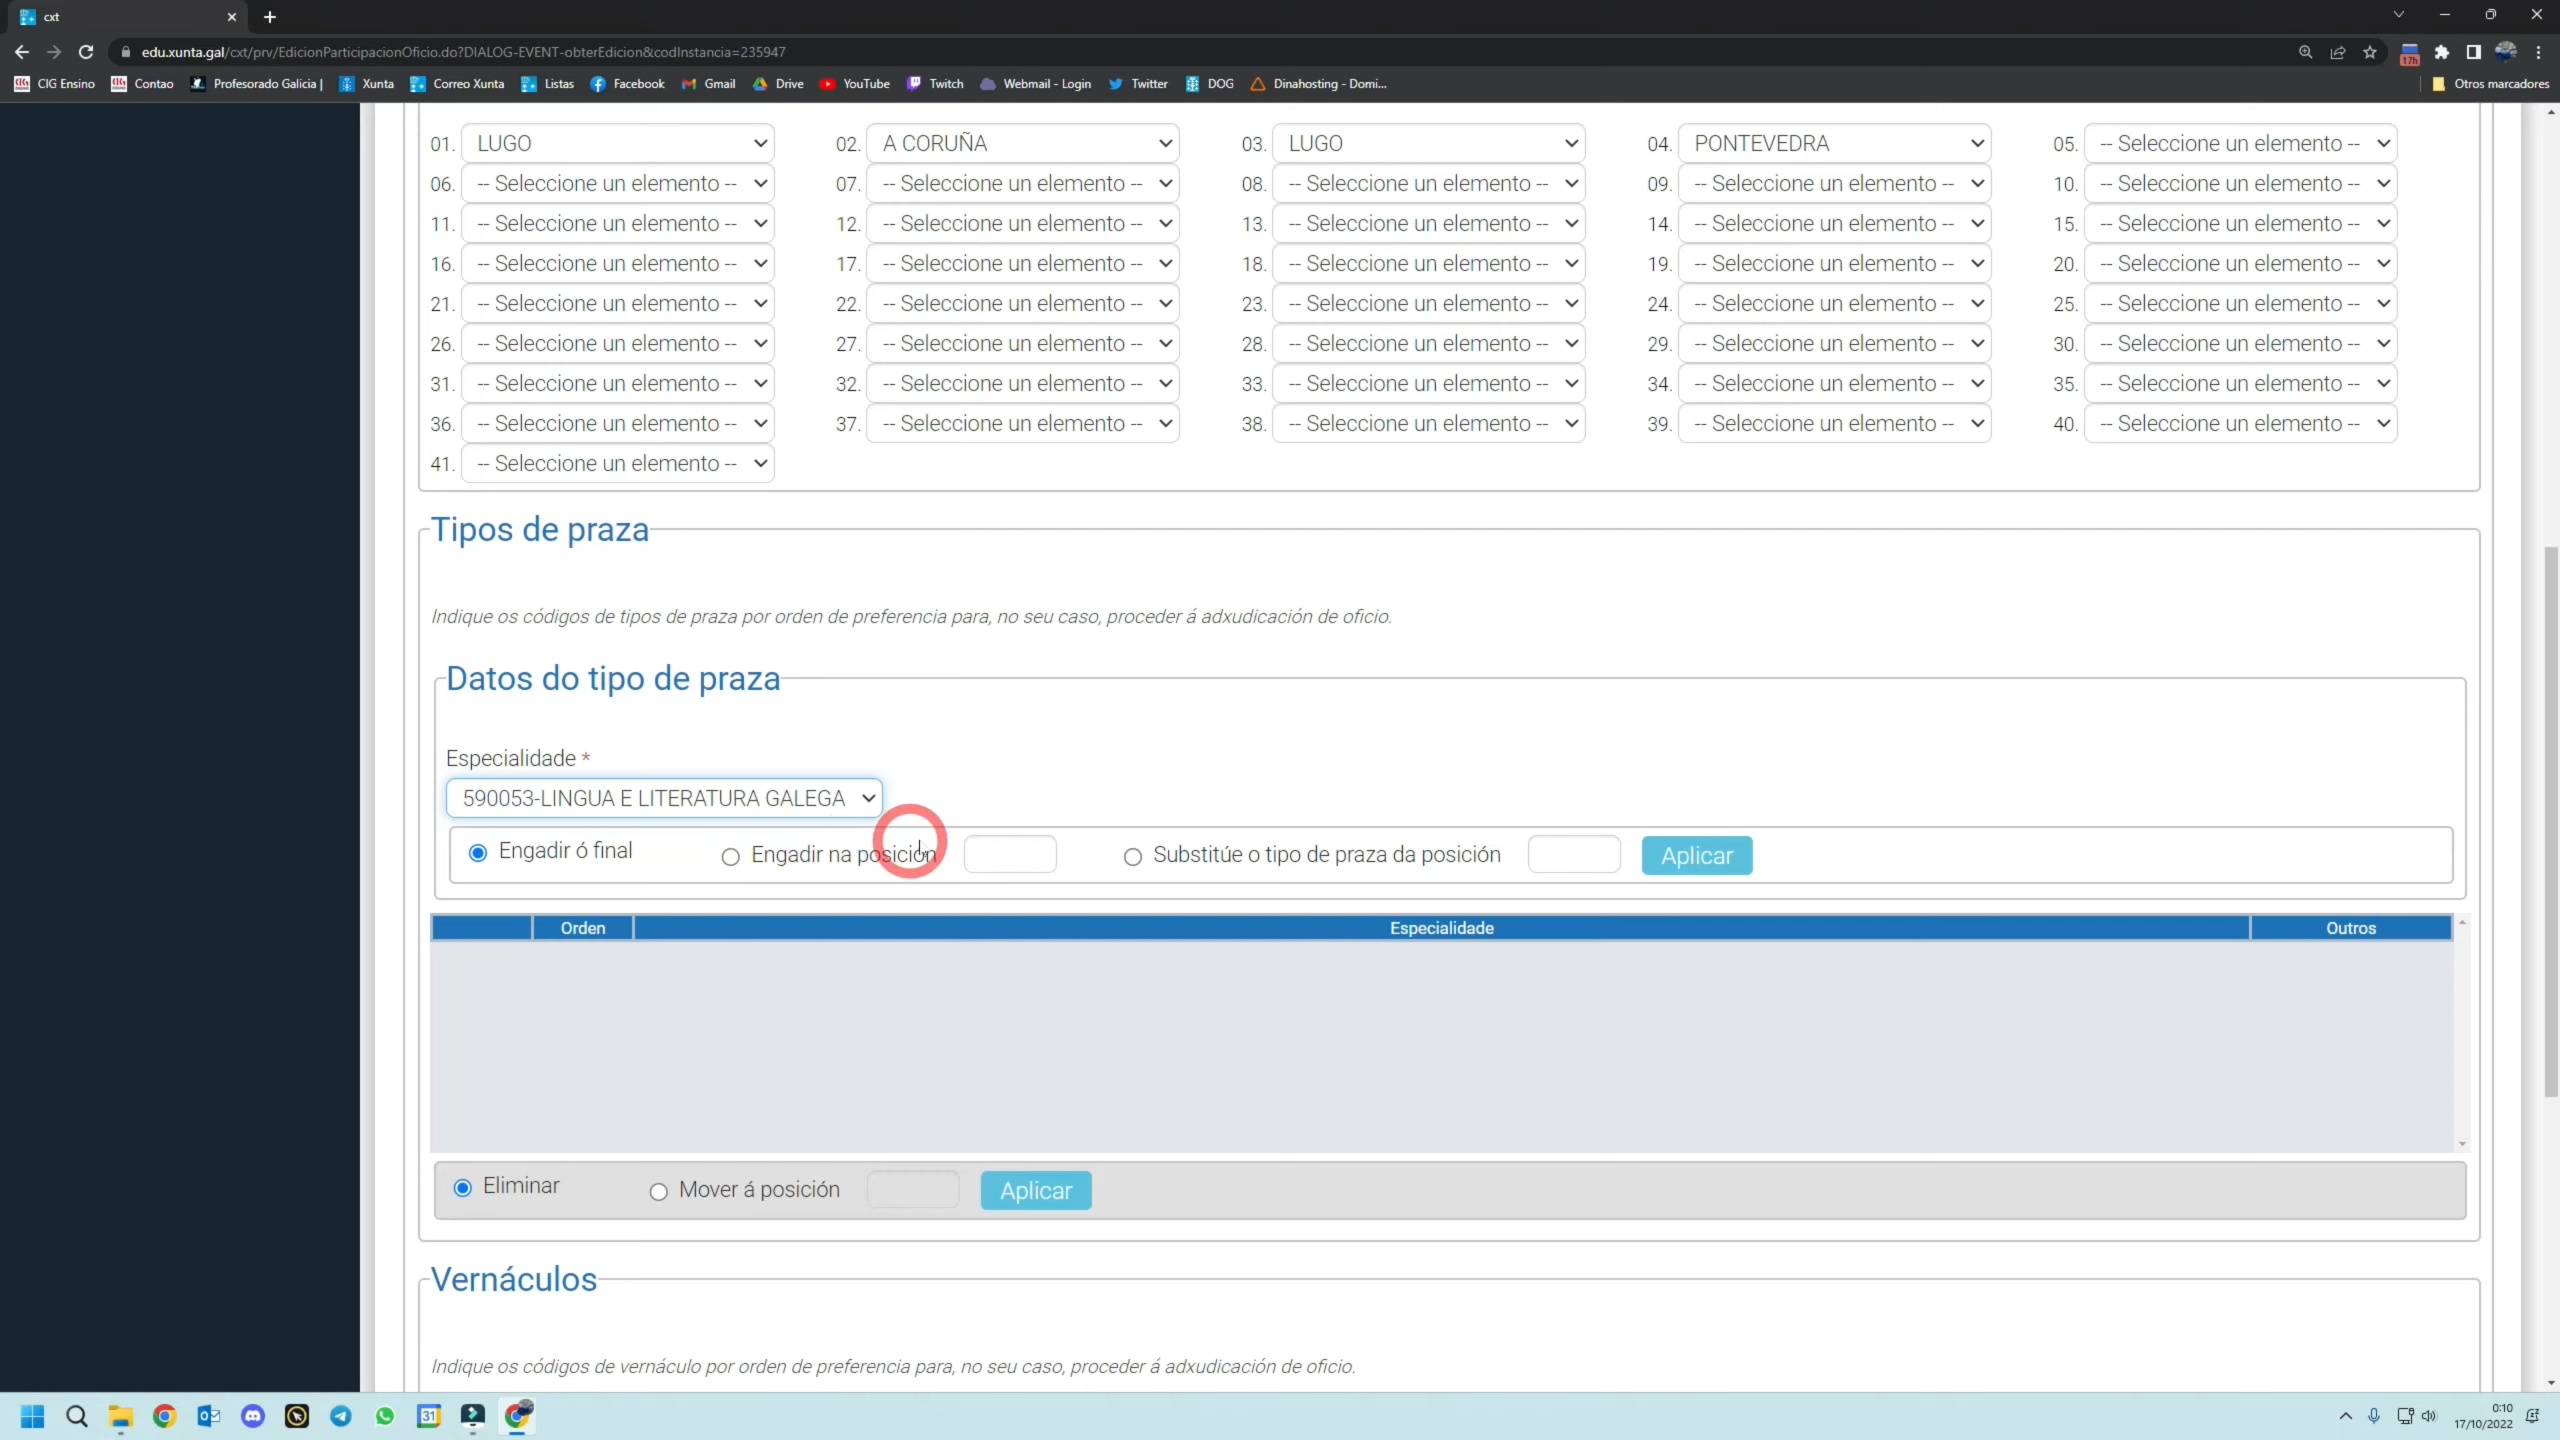 cxt
edu.xunta.gal/cxt/prv/EdicionParticipacionOficio.do?DIALOG-EVENT-obterEdicion&codInstancia=235947
17h
CIG Ensino Contao Profesorado Galicia | Xunta Correo Xunta Listas Facebook Gmail Drive YouTube Twitch Webmail - Login Twitter DOG Dinahosting - Domi... Otros marcadores
01. LUGO 02. A CORUÑA 03. LUGO 04. PONTEVEDRA 05. -- Seleccione un elemento --
06. -- Seleccione un elemento -- 07. -- Seleccione un elemento -- 08. -- Seleccione un elemento -- 09. -- Seleccione un elemento -- 10. -- Seleccione un elemento --
11. -- Seleccione un elemento -- 12. -- Seleccione un elemento -- 13. -- Seleccione un elemento -- 14. -- Seleccione un elemento -- 15. -- Seleccione un elemento --
16. -- Seleccione un elemento -- 17. -- Seleccione un elemento -- 18. -- Seleccione un elemento -- 19. -- Seleccione un elemento -- 20. -- Seleccione un elemento --
21. -- Seleccione un elemento -- 22. -- Seleccione un elemento -- 23. -- Seleccione un elemento -- 24. -- Seleccione un elemento -- 25. -- Seleccione un elemento --
26. -- Seleccione un elemento -- 27. -- Seleccione un elemento -- 28. -- Seleccione un elemento -- 29. -- Seleccione un elemento -- 30. -- Seleccione un elemento --
31. -- Seleccione un elemento -- 32. -- Seleccione un elemento -- 33. -- Seleccione un elemento -- 34. -- Seleccione un elemento -- 35. -- Seleccione un elemento --
36. -- Seleccione un elemento -- 37. -- Seleccione un elemento -- 38. -- Seleccione un elemento -- 39. -- Seleccione un elemento -- 40. -- Seleccione un elemento --
41. -- Seleccione un elemento --
Tipos de praza
Indique os códigos de tipos de praza por orden de preferencia para, no seu caso, proceder á adxudicación de oficio.
Datos do tipo de praza
Especialidade *
590053-LINGUA E LITERATURA GALEGA
Engadir ó final Engadir na posición Substitúe o tipo de praza da posición Aplicar
Orden Especialidade Outros
Eliminar Mover á posición Aplicar
Vernáculos
Indique os códigos de vernáculo por orden de preferencia para, no seu caso, proceder á adxudicación de oficio.
31
0:10
17/10/2022